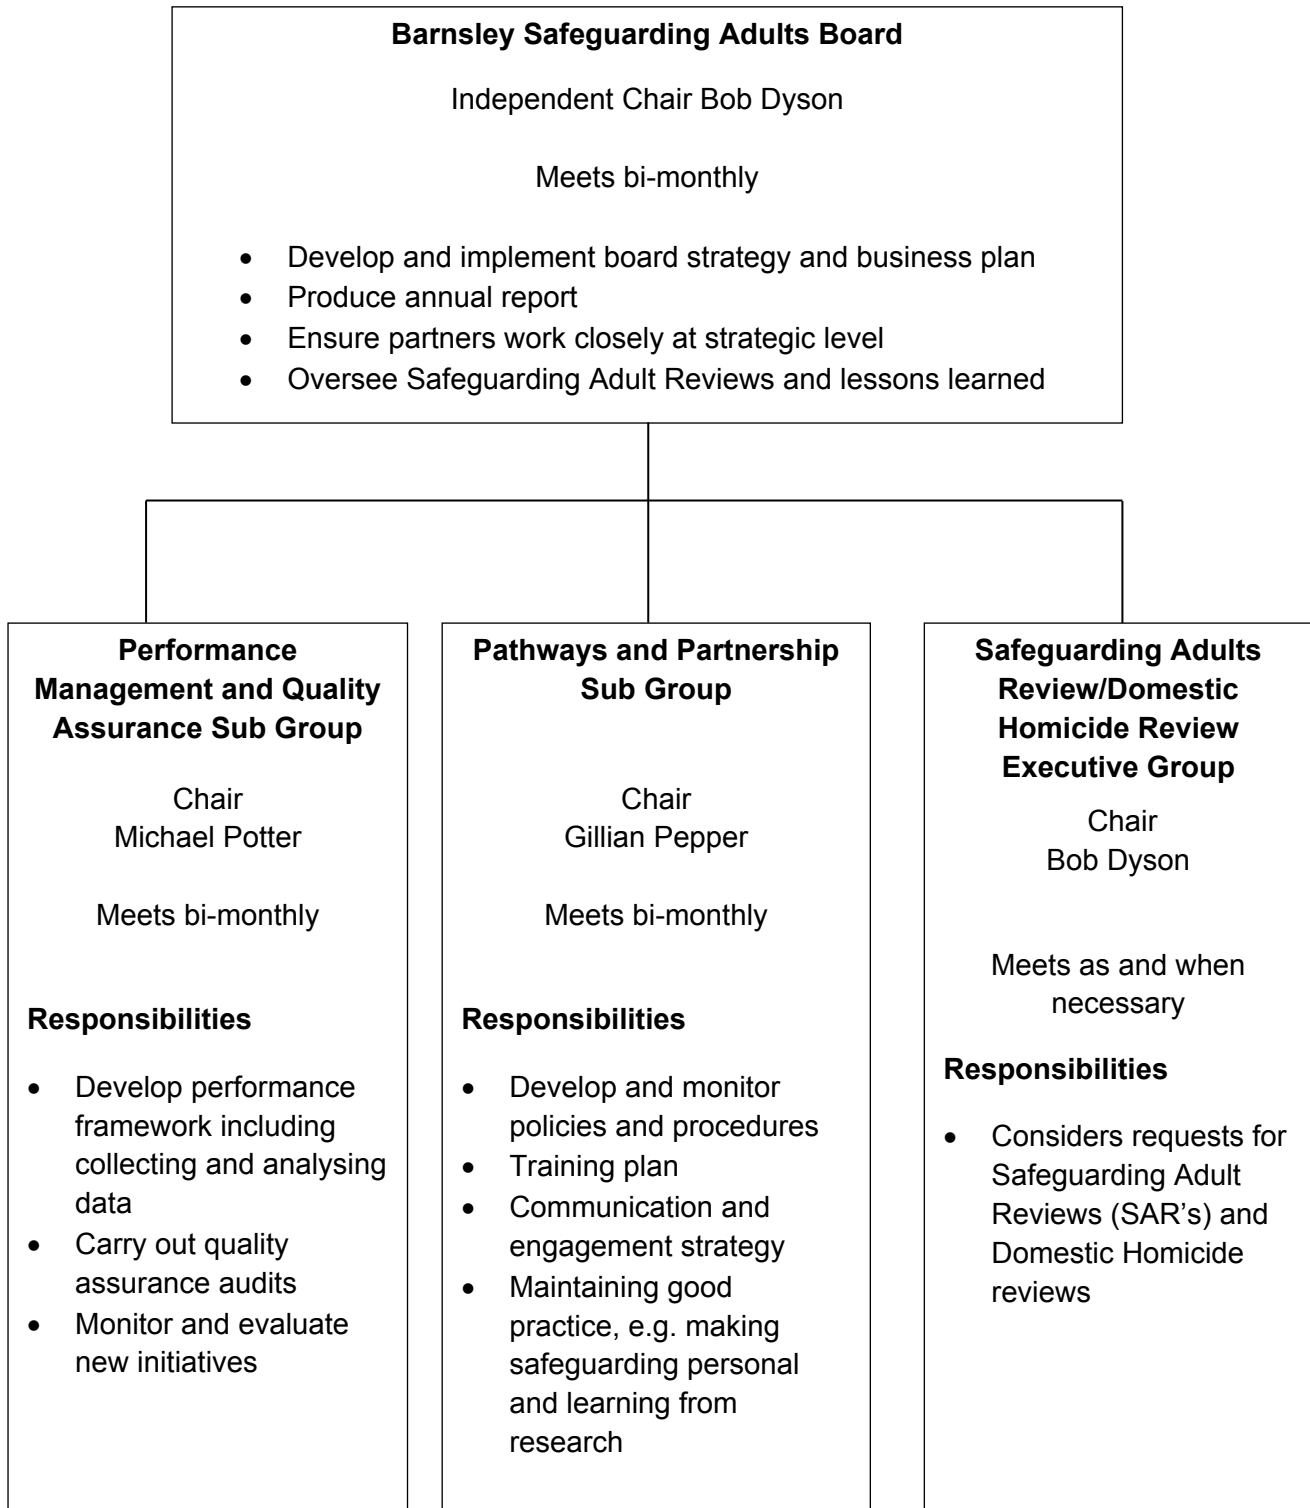 Barnsley Safeguarding Adults Board
Independent Chair Bob Dyson
Meets bi-monthly
• Develop and implement board strategy and business plan
• Produce annual report
• Ensure partners work closely at strategic level
• Oversee Safeguarding Adult Reviews and lessons learned
Performance
Management and Quality
Assurance Sub Group
Chair
Michael Potter
Meets bi-monthly
Responsibilities
• Develop performance
framework including
collecting and analysing
data
• Carry out quality
assurance audits
• Monitor and evaluate
new initiatives
Pathways and Partnership
Sub Group
Chair
Gillian Pepper
Meets bi-monthly
Responsibilities
• Develop and monitor
policies and procedures
• Training plan
• Communication and
engagement strategy
• Maintaining good
practice, e.g. making
safeguarding personal
and learning from
research
Safeguarding Adults
Review/Domestic
Homicide Review
Executive Group
Chair
Bob Dyson
Meets as and when
necessary
Responsibilities
• Considers requests for
Safeguarding Adult
Reviews (SAR's) and
Domestic Homicide
reviews